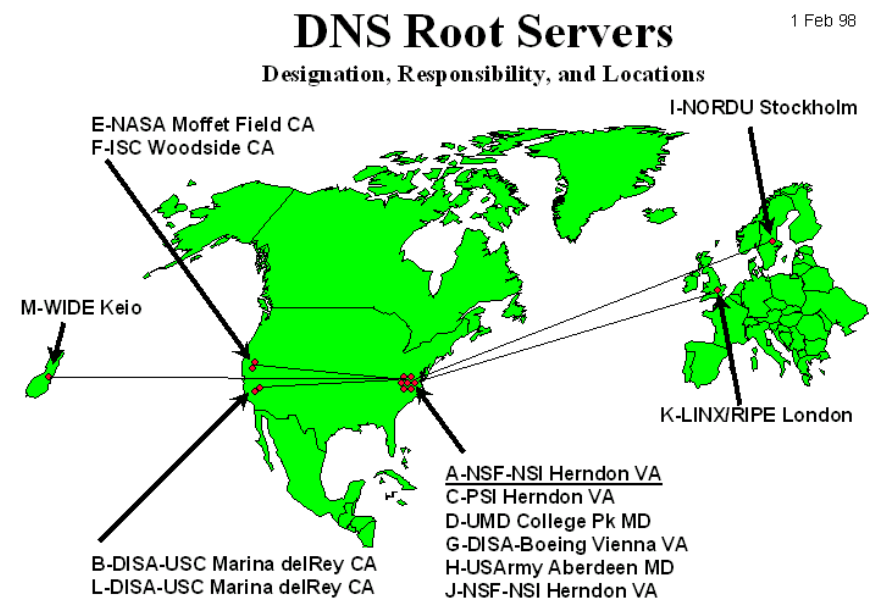 DNS Root Servers
1 Feb 98
Designation, Responsibility, and Locations
I-NORDU Stockholm
E-NASA Moffet Field CA
F-ISC Woodside CA
M-WIDE Keio
K-LINX/RIPE London
A-NSF-NSI Herndon VA
C-PSI Herndon VA
D-UMD College Pk MD
G-DISA-Boeing Vienna VA
H-USArmy Aberdeen MD
J-NSF-NSI Herndon VA
B-DISA-USC Marina delRey CA
L-DISA-USC Marina delRey CA